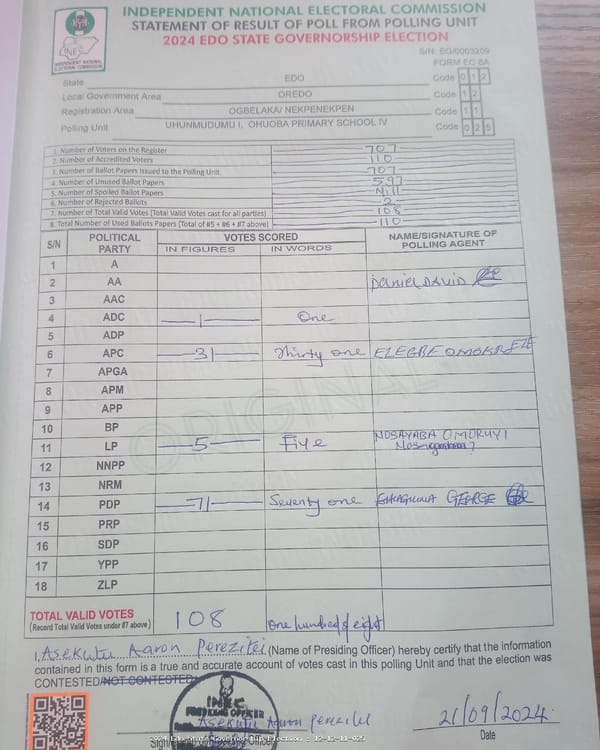 INDEPENDENT NATIONAL ELECTORAL COMMISSION
STATEMENT OF RESULT OF POLL FROM POLLING UNIT
2024 EDO STATE GOVERNORSHIP ELECTION
INEC
INDEPENDENT NATIONAL ELECTORAL COMMISSION
S/N: EG/0003209
FORM EC 8A
State EDO Code 0 1 2
Local Government Area OREDO Code 1 2
Registration Area OGBELAKA/ NEKPENEKPEN Code 1 1
Polling Unit UHUNMUDUMU I, OHUOBA PRIMARY SCHOOL IV Code 0 2 5
1. Number of Voters on the Register 707
2. Number of Accredited Voters 110
3. Number of Ballot Papers Issued to the Polling Unit 707
4. Number of Unused Ballot Papers 597
5. Number of Spoiled Ballot Papers Nill
6. Number of Rejected Ballots 2
7. Number of Total Valid Votes (Total Valid Votes cast for all parties) 108
8. Total Number of Used Ballots Papers (Total of #5 + #6 + #7 above) 110
S/N POLITICAL PARTY VOTES SCORED NAME/SIGNATURE OF POLLING AGENT
IN FIGURES IN WORDS
1 A
2 AA Daniel DAVID
3 AAC
4 ADC 1 One
5 ADP
6 APC 31 Thirty one
7 APGA
8 APM
9 APP
10 BP
11 LP 5 Five NOSAYABA OMORUYI
12 NNPP
13 NRM
14 PDP 71 Seventy one GEORGE
15 PRP
16 SDP
17 YPP
18 ZLP
ORIGINAL
TOTAL VALID VOTES 108 One hundred & eight
(Record Total Valid Votes under #7 above)
I, Asekutu Aaron Perezitei (Name of Presiding Officer) hereby certify that the information
contained in this form is a true and accurate account of votes cast in this polling Unit and that the election was
CONTESTED/NOT CONTESTED.
INEC
PRESIDING OFFICER
Asekutu Aaron
21/09/2024
Date